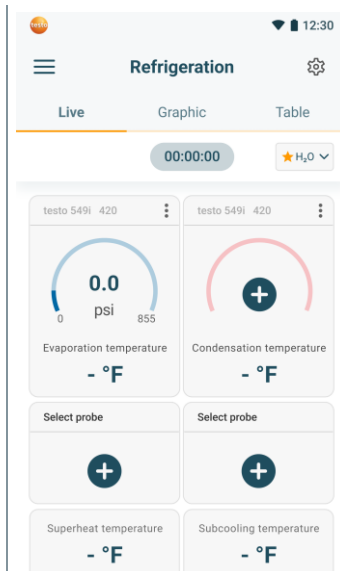 testo
12:30
Refrigeration
Live Graphic Table
00:00:00
H₂O
testo 549i 420
testo 549i 420
0.0
psi
0
855
Evaporation temperature
Condensation temperature
- °F
- °F
Select probe
Select probe
Superheat temperature
Subcooling temperature
- °F
- °F